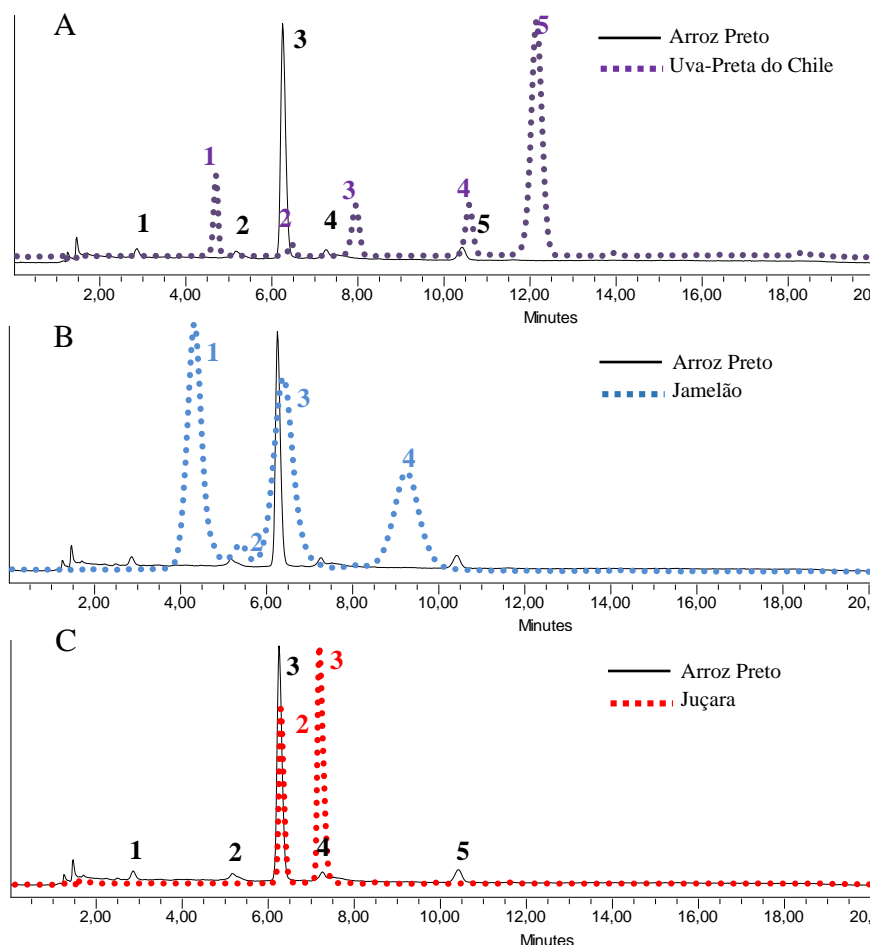 A
3
5
Arroz Preto
Uva-Preta do Chile
1
3
4
1
2
2
4
5
2,00 4,00 6,00 8,00 10,00 12,00 14,00 16,00 18,00 20
Minutes
B
1
3
Arroz Preto
Jamelão
4
2
2,00 4,00 6,00 8,00 10,00 12,00 14,00 16,00 18,00 20,0
Minutes
C
3
3
Arroz Preto
Juçara
2
1
2
4
5
2,00 4,00 6,00 8,00 10,00 12,00 14,00 16,00 18,00 20,
Minutes